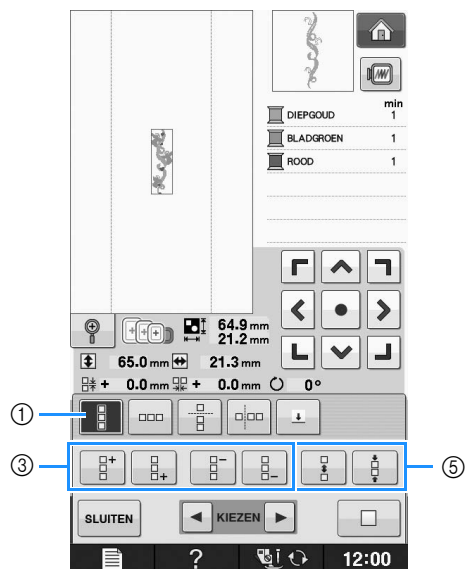 min
DIEPGOUD 1
BLADGROEN 1
ROOD 1
64.9 mm
21.2 mm
65.0 mm 21.3 mm
+ 0.0 mm + 0.0 mm 0°
①
③
⑤
SLUITEN KIEZEN
? 12:00